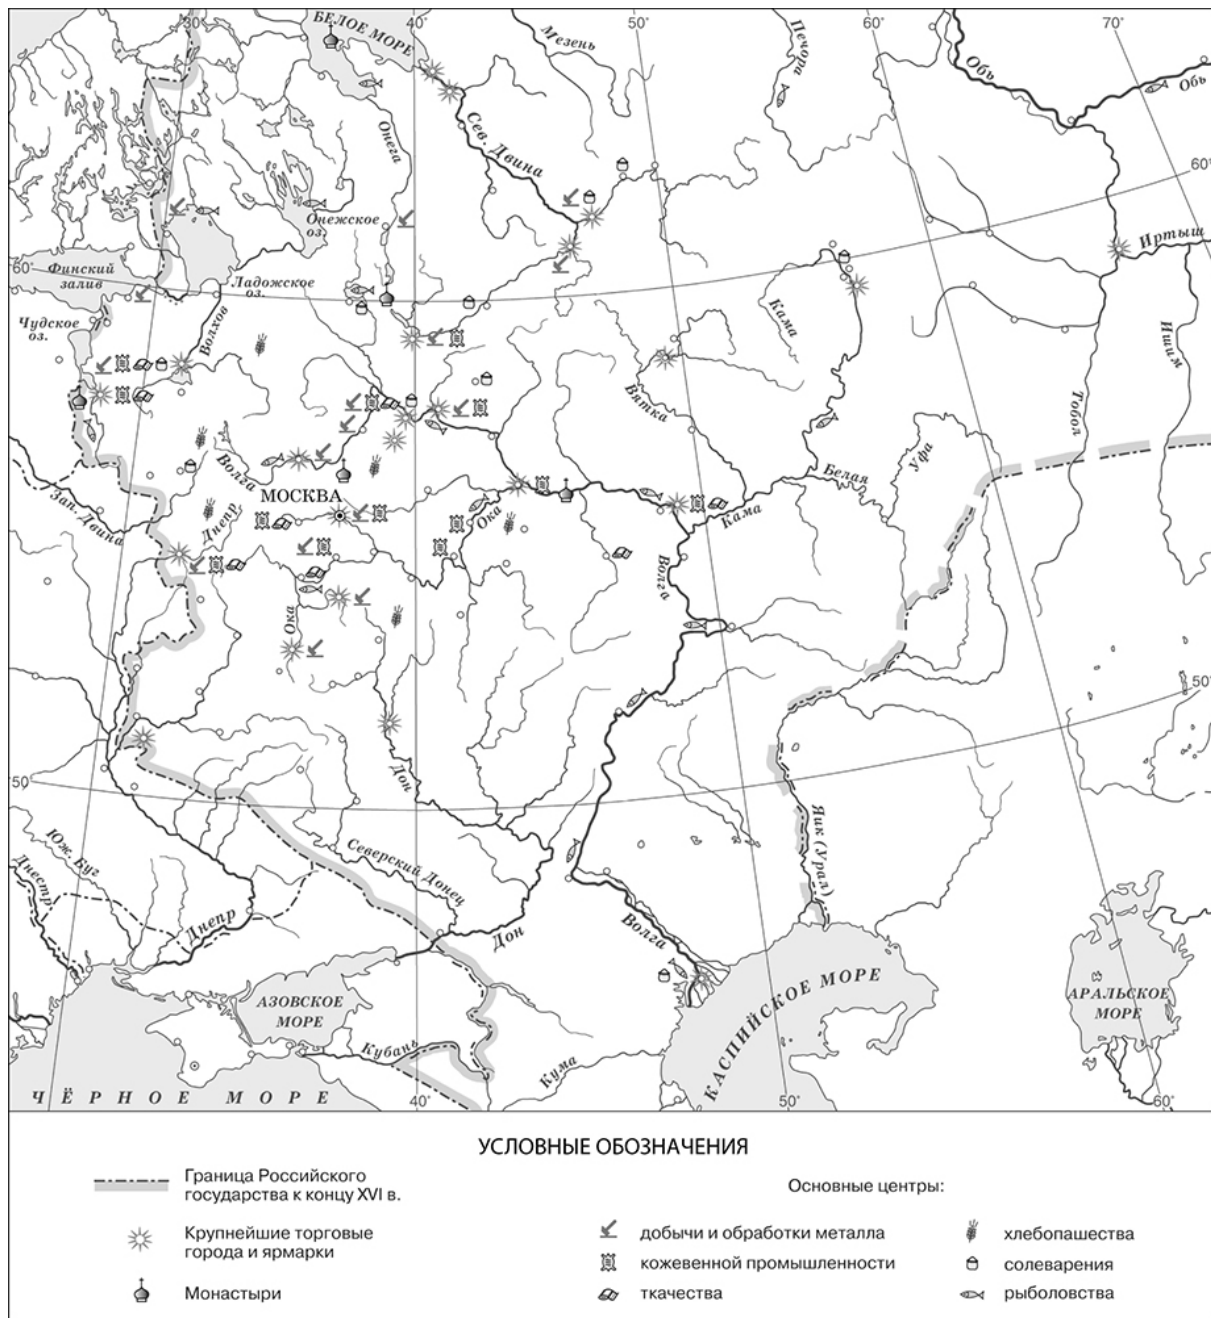 30°
40°
50°
60°
70°
БЕЛОЕ МОРЕ
Мезень
Печора
Обь
Обь
Онега
Сев. Двина
60°
Онежское
оз.
Иртыш
Финский
залив
60°
Ладожское
оз.
Чудское
оз.
Волхов
Кама
Ишим
Вятка
Тобол
Волга
Белая
Уфа
МОСКВА
Зап. Двина
Днепр
Ока
Кама
Волга
Ока
50°
Дон
50
Юж. Буг
Днестр
Северский Донец
Яик (Урал)
Днепр
Дон
Волга
АЗОВСКОЕ
МОРЕ
КАСПИЙСКОЕ МОРЕ
АРАЛЬСКОЕ
МОРЕ
Кубань
Кума
ЧЁРНОЕ МОРЕ
40°
50°
60°
УСЛОВНЫЕ ОБОЗНАЧЕНИЯ
Граница Российского
государства к концу XVI в.
Крупнейшие торговые
города и ярмарки
Монастыри
Основные центры:
добычи и обработки металла
кожевенной промышленности
ткачества
хлебопашества
солеварения
рыболовства